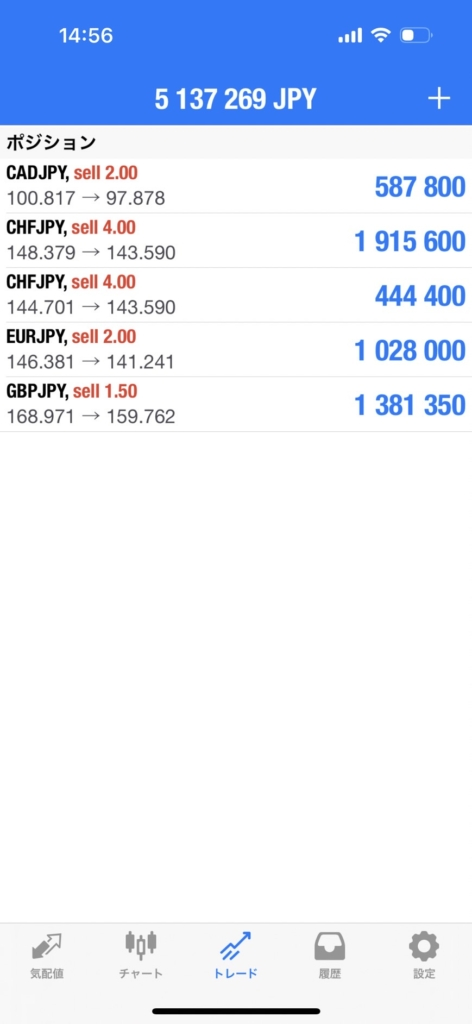 14:56
5 137 269 JPY
ポジション
CADJPY, sell 2.00
587 800
100.817 → 97.878
CHFJPY, sell 4.00
1 915 600
148.379 → 143.590
CHFJPY, sell 4.00
444 400
144.701 → 143.590
EURJPY, sell 2.00
1 028 000
146.381 → 141.241
GBPJPY, sell 1.50
1 381 350
168.971 → 159.762
気配値 チャート トレード 履歴 設定